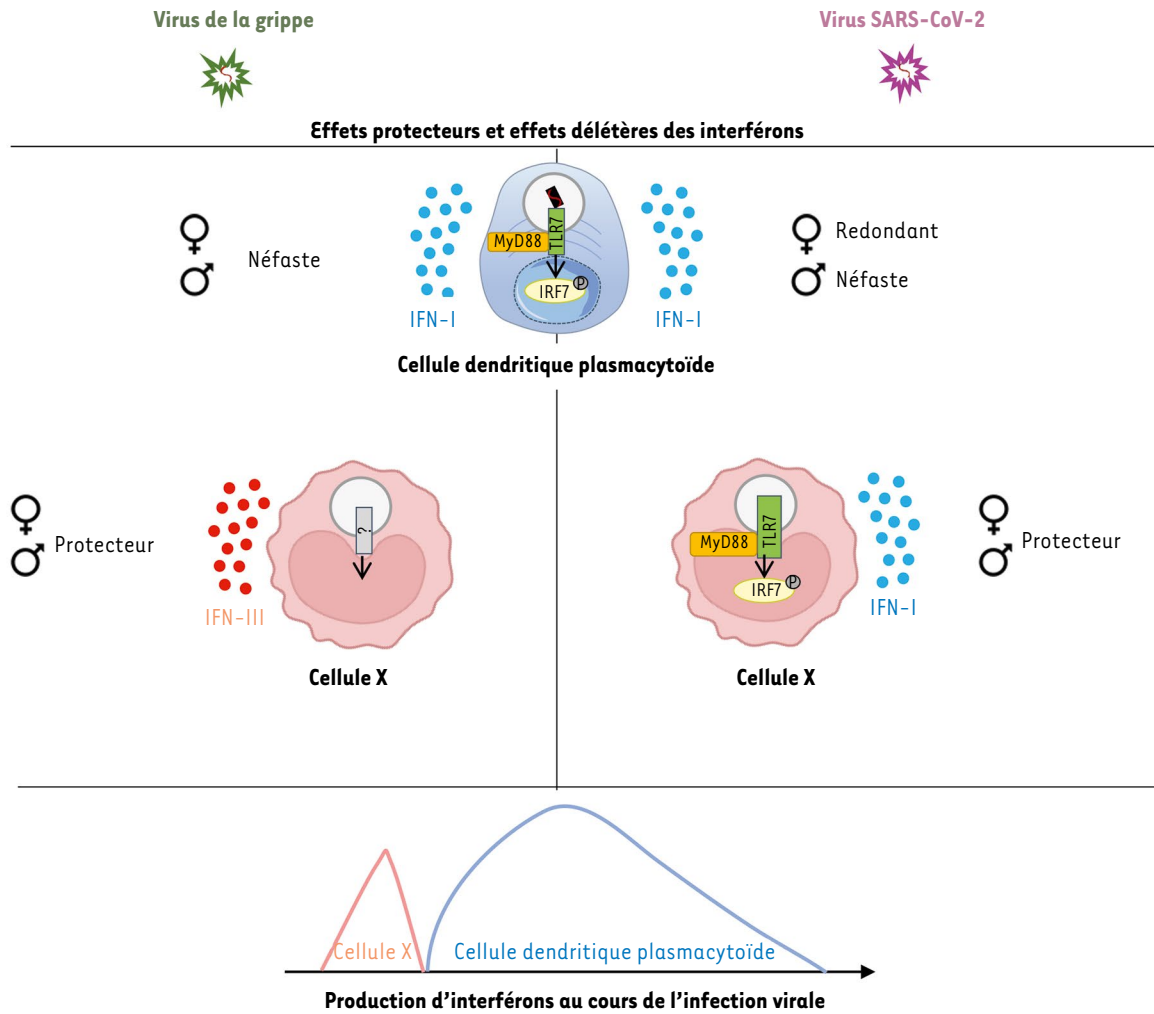 Virus de la grippe
Virus SARS-CoV-2
Effets protecteurs et effets délétères des interférons
Néfaste
IFN-I
MyD88
TLR7
IRF7
P
IFN-I
Redondant
Néfaste
Cellule dendritique plasmacytoïde
Protecteur
IFN-III
?
Cellule X
MyD88
TLR7
IRF7
P
IFN-I
Protecteur
Cellule X
Cellule X
Cellule dendritique plasmacytoïde
Production d'interférons au cours de l'infection virale